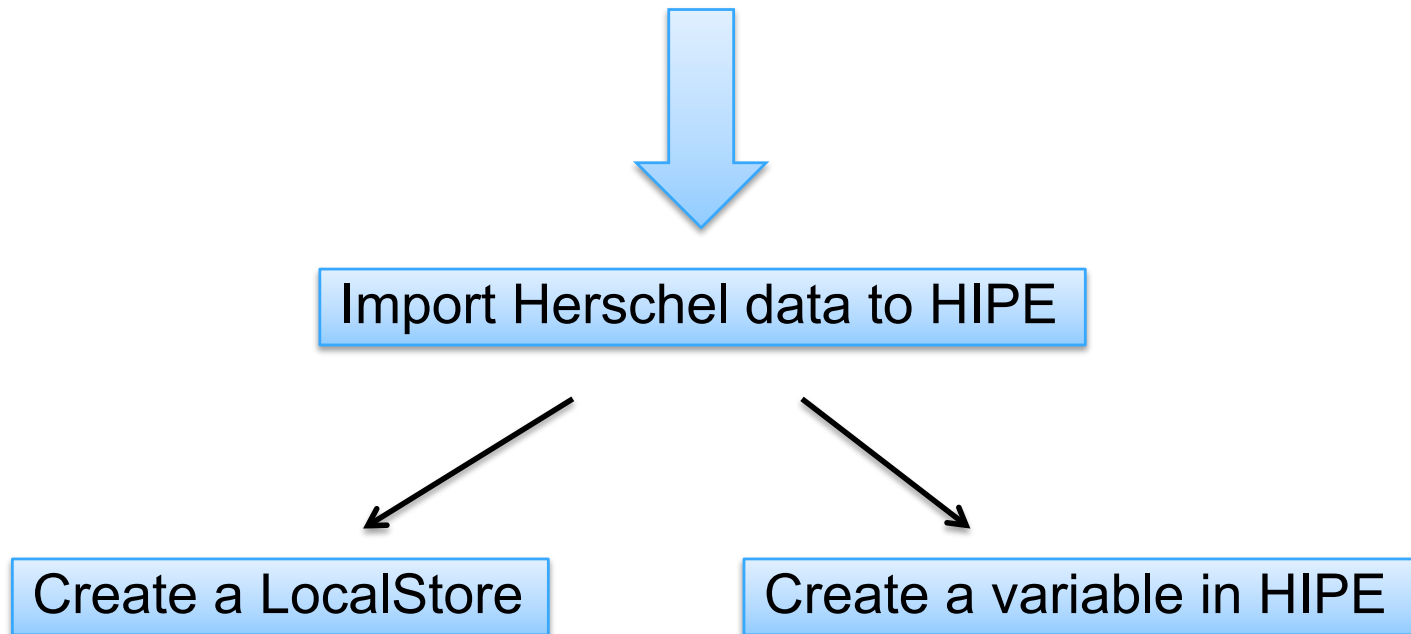 Import Herschel data to HIPE
Create a LocalStore
Create a variable in HIPE